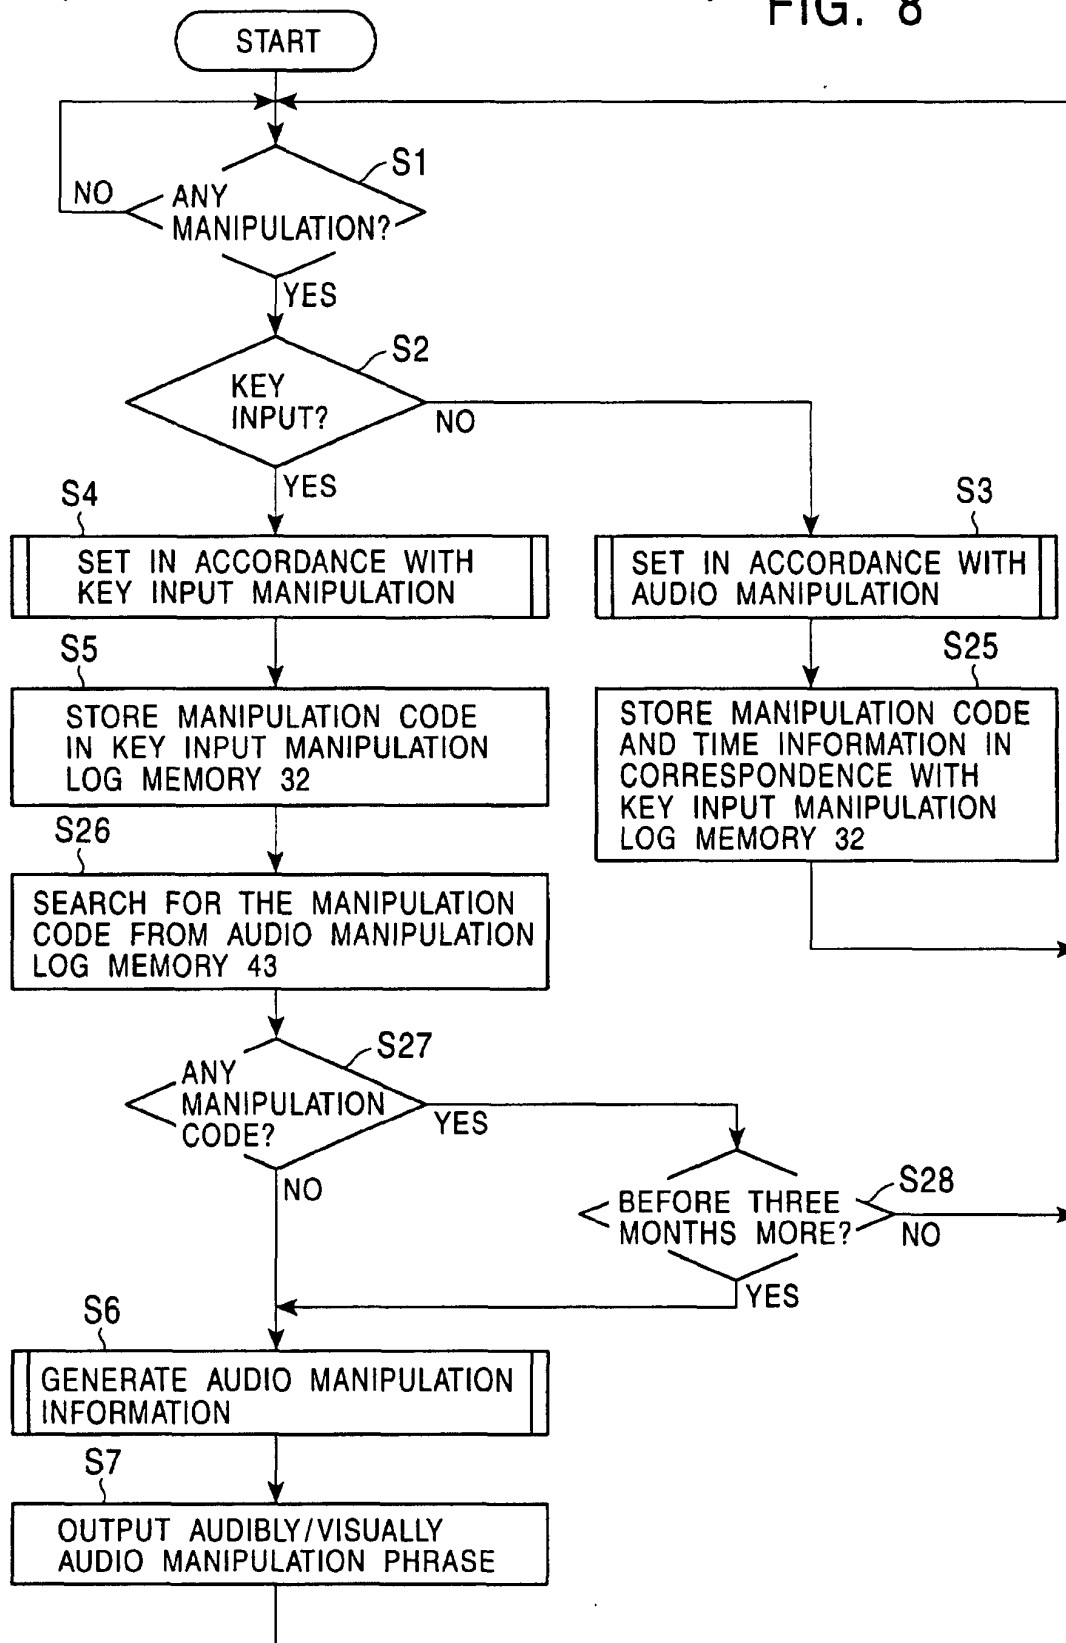 FIG. 8
START
S1
NO
ANY
MANIPULATION?
YES
S2
KEY
INPUT?
NO
YES
S4
SET IN ACCORDANCE WITH
KEY INPUT MANIPULATION
S3
SET IN ACCORDANCE WITH
AUDIO MANIPULATION
S5
STORE MANIPULATION CODE
IN KEY INPUT MANIPULATION
LOG MEMORY 32
S25
STORE MANIPULATION CODE
AND TIME INFORMATION IN
CORRESPONDENCE WITH
KEY INPUT MANIPULATION
LOG MEMORY 32
S26
SEARCH FOR THE MANIPULATION
CODE FROM AUDIO MANIPULATION
LOG MEMORY 43
S27
ANY
MANIPULATION
CODE?
YES
NO
S28
BEFORE THREE
MONTHS MORE?
NO
YES
S6
GENERATE AUDIO MANIPULATION
INFORMATION
S7
OUTPUT AUDIBLY/VISUALLY
AUDIO MANIPULATION PHRASE